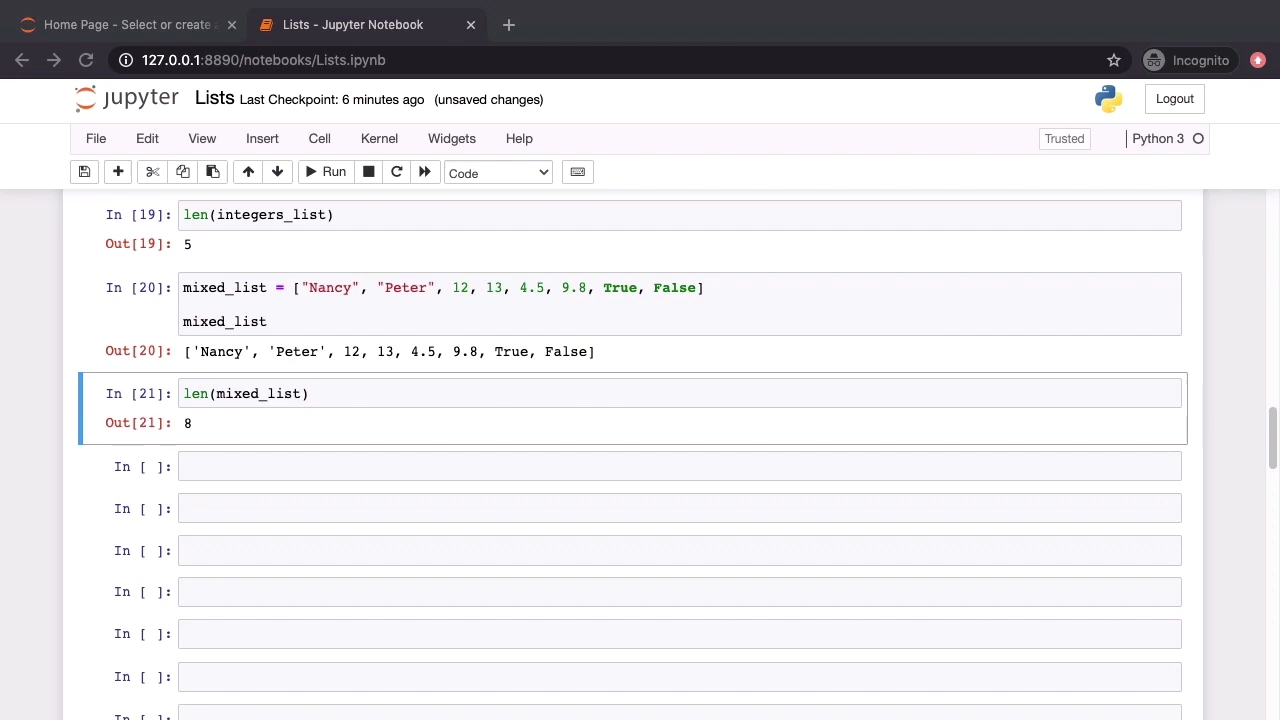 Home Page - Select or create a
Lists - Jupyter Notebook
127.0.0.1:8890/notebooks/Lists.ipynb
Incognito
jupyter Lists Last Checkpoint: 6 minutes ago (unsaved changes)
Logout
File Edit View Insert Cell Kernel Widgets Help
Trusted
Python 3
Run
Code
In [19]: len(integers_list)
Out[19]: 5
In [20]: mixed_list = ["Nancy", "Peter", 12, 13, 4.5, 9.8, True, False]
mixed_list
Out[20]: ['Nancy', 'Peter', 12, 13, 4.5, 9.8, True, False]
In [21]: len(mixed_list)
Out[21]: 8
In [ ]:
In [ ]:
In [ ]:
In [ ]:
In [ ]:
In [ ]:
In [ ]: